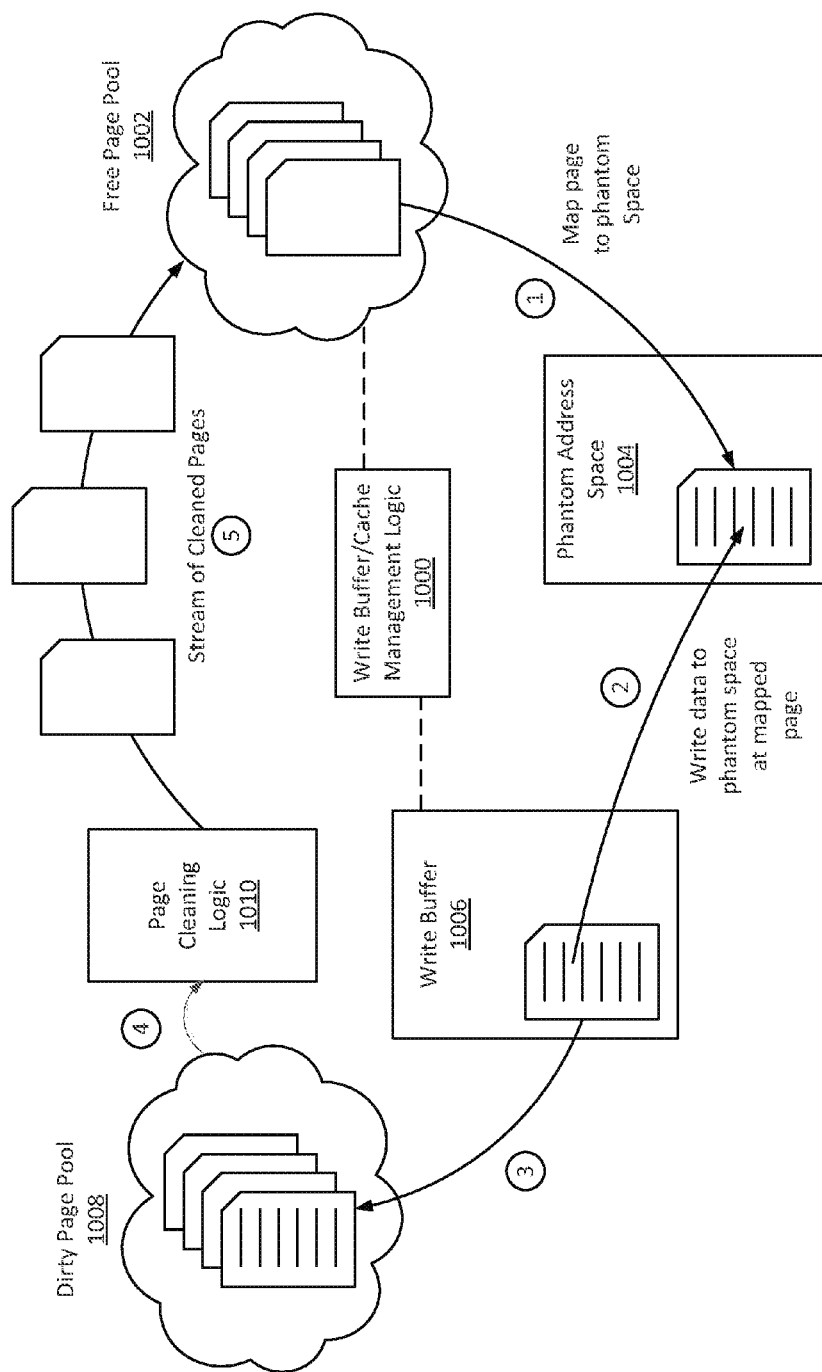 Dirty Page Pool
1008
4
Page
Cleaning
Logic
1010
Stream of Cleaned Pages
5
Free Page Pool
1002
Write Buffer/Cache
Management Logic
1000
3
Write Buffer
1006
2
Write data to
phantom space
at mapped
page
Phantom Address
Space
1004
1
Map page
to phantom
Space